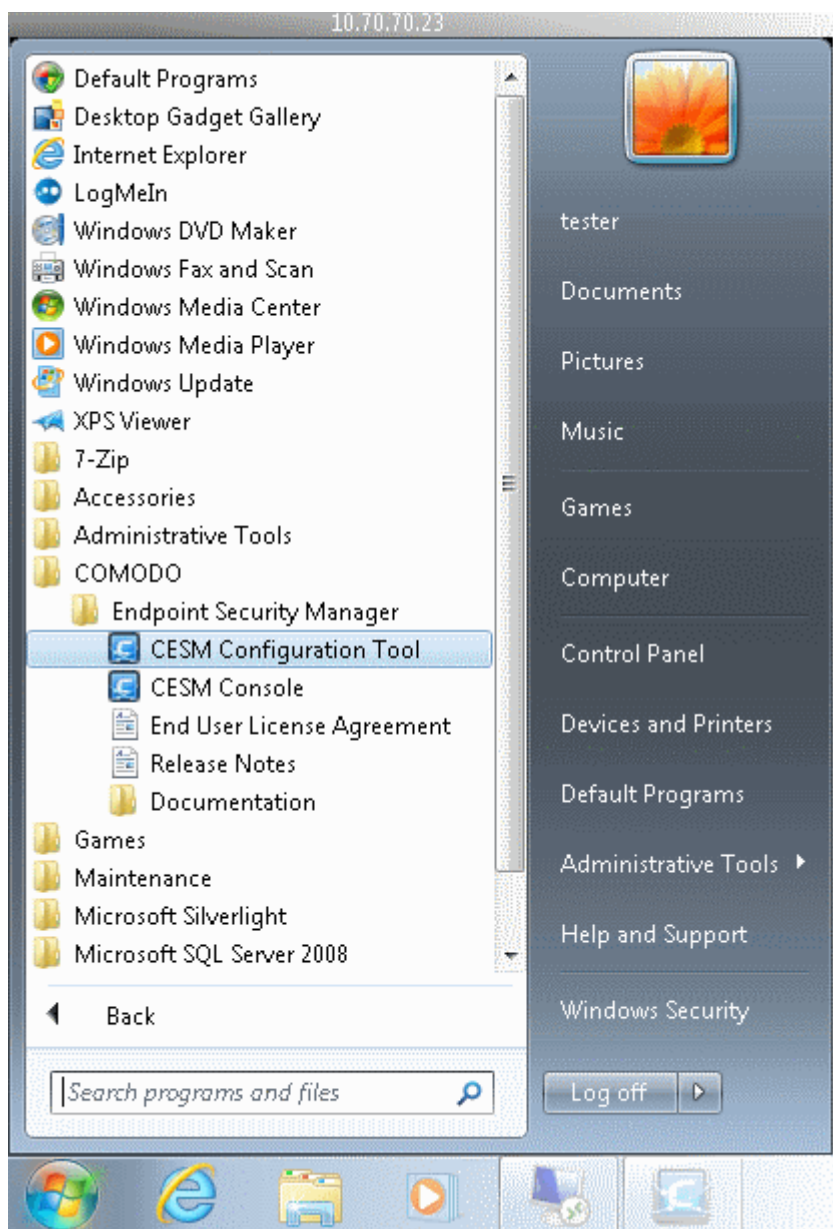 10.70.70.23
Default Programs
Desktop Gadget Gallery
Internet Explorer
LogMeIn
Windows DVD Maker
Windows Fax and Scan
Windows Media Center
Windows Media Player
Windows Update
XPS Viewer
7-Zip
Accessories
Administrative Tools
COMODO
Endpoint Security Manager
CESM Configuration Tool
CESM Console
End User License Agreement
Release Notes
Documentation
Games
Maintenance
Microsoft Silverlight
Microsoft SQL Server 2008
Back
Search programs and files
tester
Documents
Pictures
Music
Games
Computer
Control Panel
Devices and Printers
Default Programs
Administrative Tools
Help and Support
Windows Security
Log off